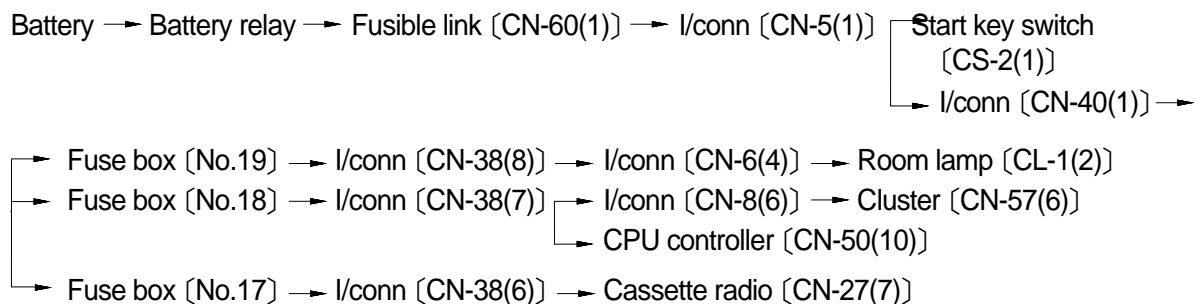 Battery → Battery relay → Fusible link〔CN-60(1)〕→ I/conn〔CN-5(1)〕 Start key switch
〔CS-2(1)〕
I/conn〔CN-40(1)〕→
Fuse box〔No.19〕→ I/conn〔CN-38(8)〕→ I/conn〔CN-6(4)〕→ Room lamp〔CL-1(2)〕
Fuse box〔No.18〕→ I/conn〔CN-38(7)〕 I/conn〔CN-8(6)〕→ Cluster〔CN-57(6)〕
CPU controller〔CN-50(10)〕
Fuse box〔No.17〕→ I/conn〔CN-38(6)〕→ Cassette radio〔CN-27(7)〕